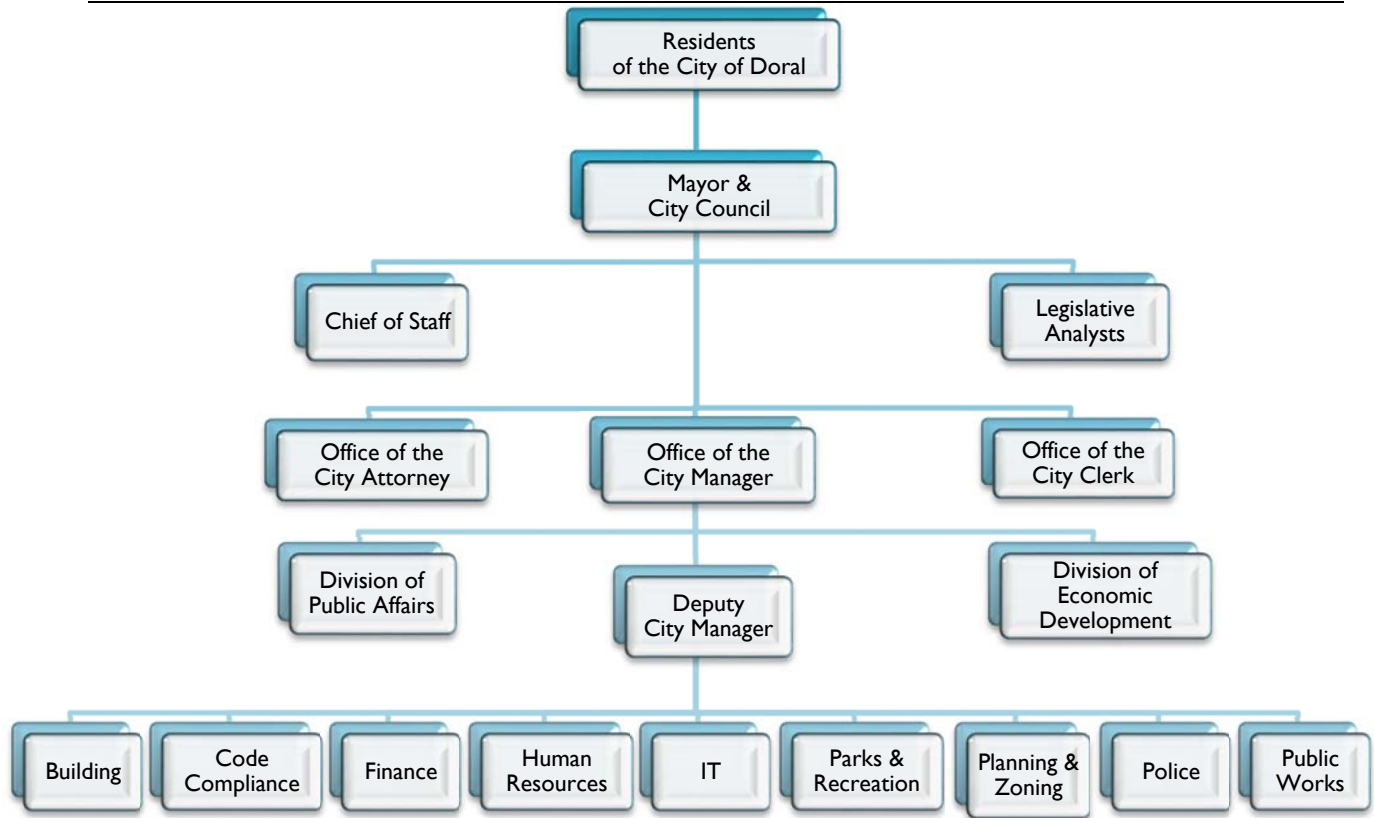 Residents
of the City of Doral
Mayor &
City Council
Chief of Staff
Legislative
Analysts
Office of the
City Attorney
Office of the
City Manager
Office of the
City Clerk
Division of
Public Affairs
Deputy
City Manager
Division of
Economic
Development
Building
Code
Compliance
Finance
Human
Resources
IT
Parks &
Recreation
Planning &
Zoning
Police
Public
Works